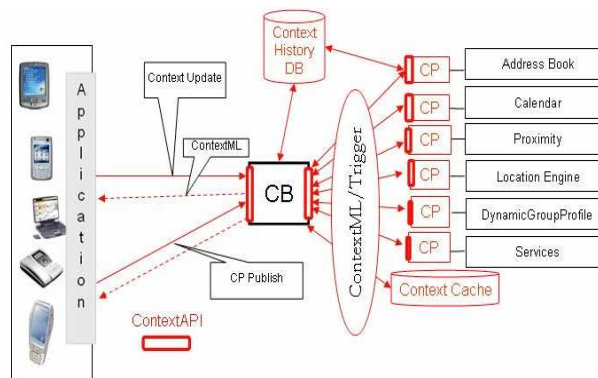 Application
Context Update
ContextML
CB
CP Publish
ContextAPI
Context
History
DB
ContextML/Trigger
CP
Address Book
CP
Calendar
CP
Proximity
CP
Location Engine
CP
DynamicGroupProfile
CP
Services
Context Cache